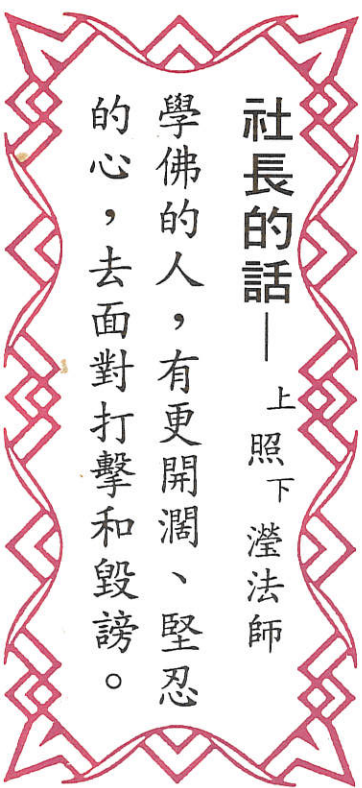 社長的話—上照下瀅法師
學佛的人，有更開濶、堅忍
的心，去面對打擊和毀謗。